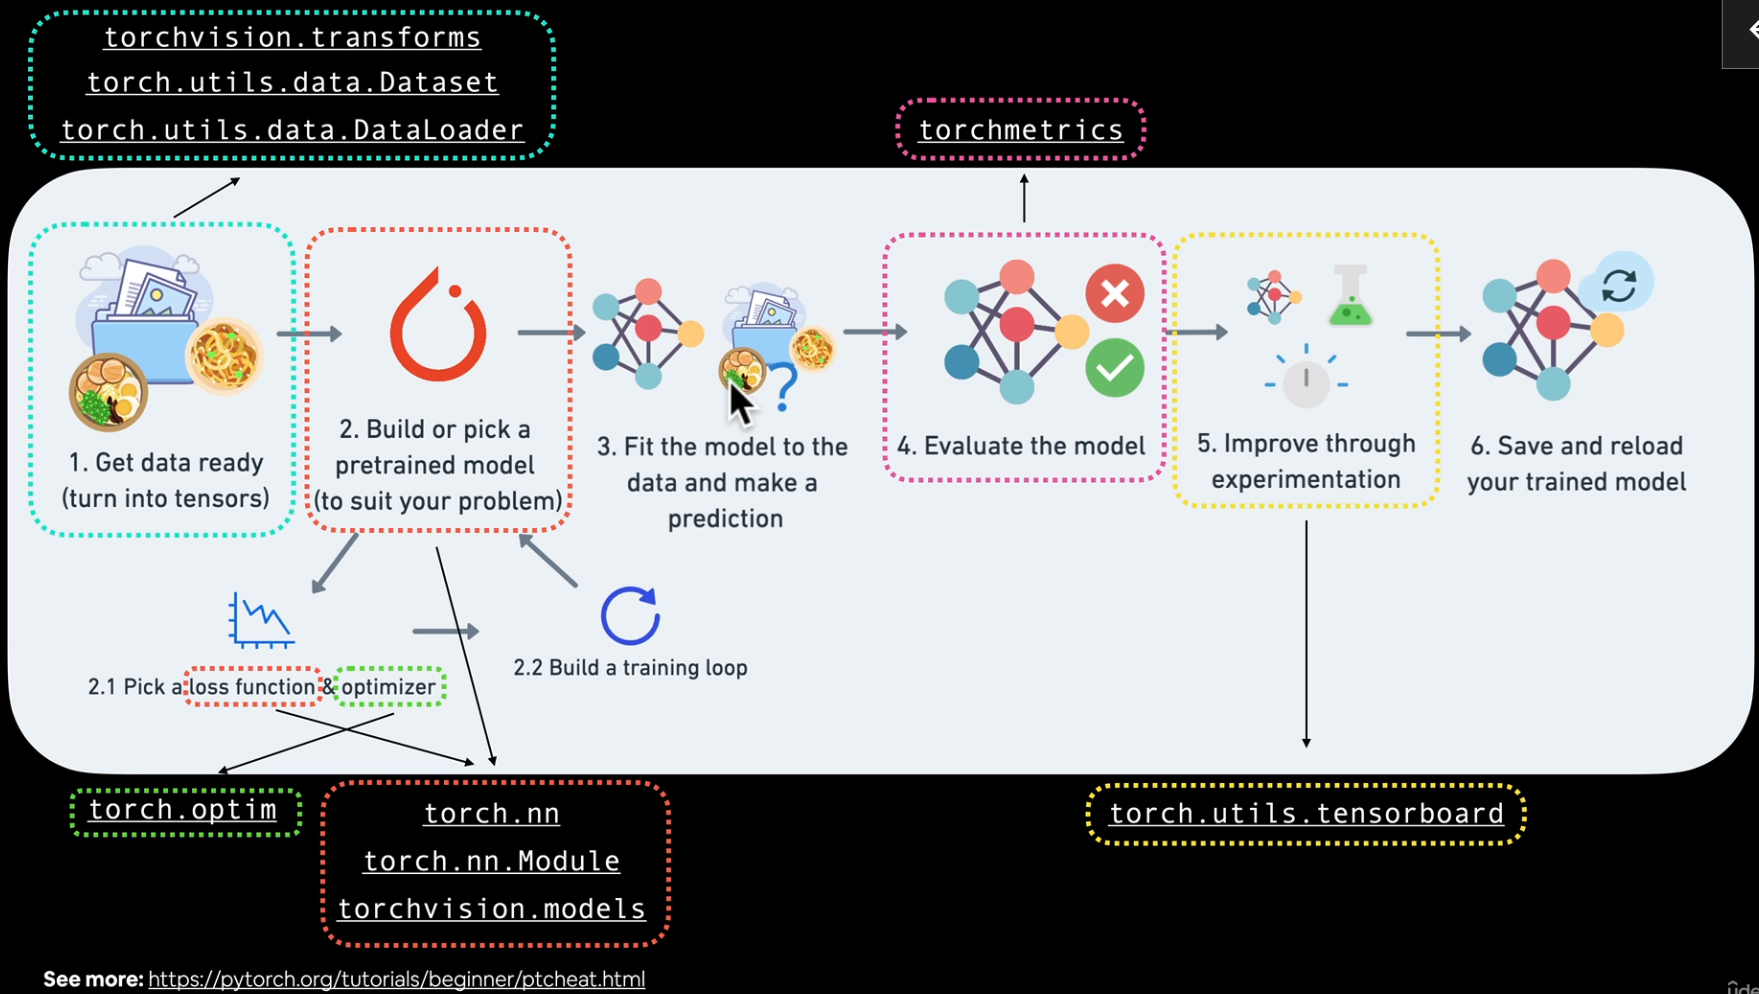 torchvision.transforms
torch.utils.data.Dataset
torch.utils.data.DataLoader
torchmetrics
1. Get data ready
(turn into tensors)
2. Build or pick a
pretrained model
(to suit your problem)
3. Fit the model to the
data and make a
prediction
4. Evaluate the model
5. Improve through
experimentation
6. Save and reload
your trained model
2.1 Pick a loss function & optimizer
2.2 Build a training loop
torch.optim
torch.nn
torch.nn.Module
torchvision.models
torch.utils.tensorboard
See more: https://pytorch.org/tutorials/beginner/ptcheat.html